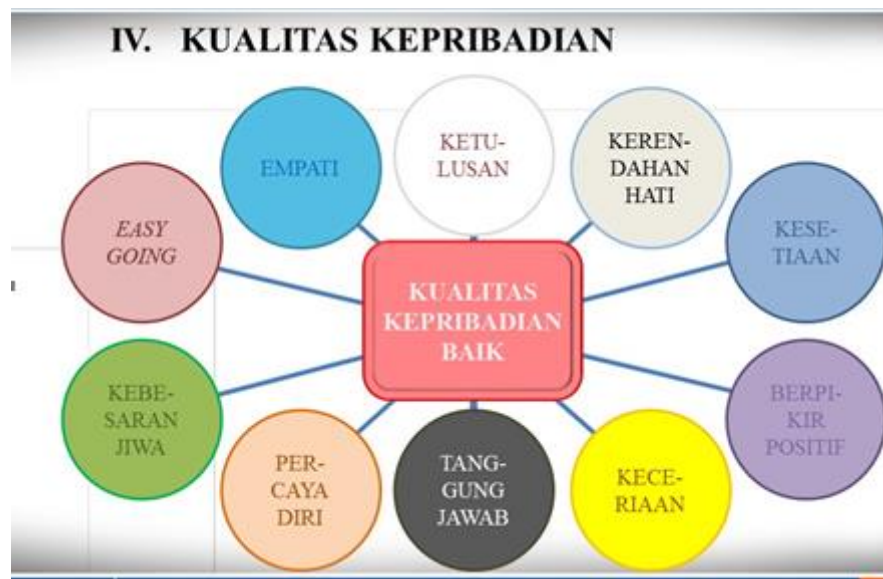 IV. KUALITAS KEPRIBADIAN
KETU-
LUSAN
KEREN-
DAHAN
HATI
KESE-
TIAAN
BERPI-
KIR
POSITIF
KECE-
RIAAN
TANG-
GUNG
JAWAB
PER-
CAYA
DIRI
KEBE-
SARAN
JIWA
EASY
GOING
EMPATI
KUALITAS
KEPRIBADIAN
BAIK